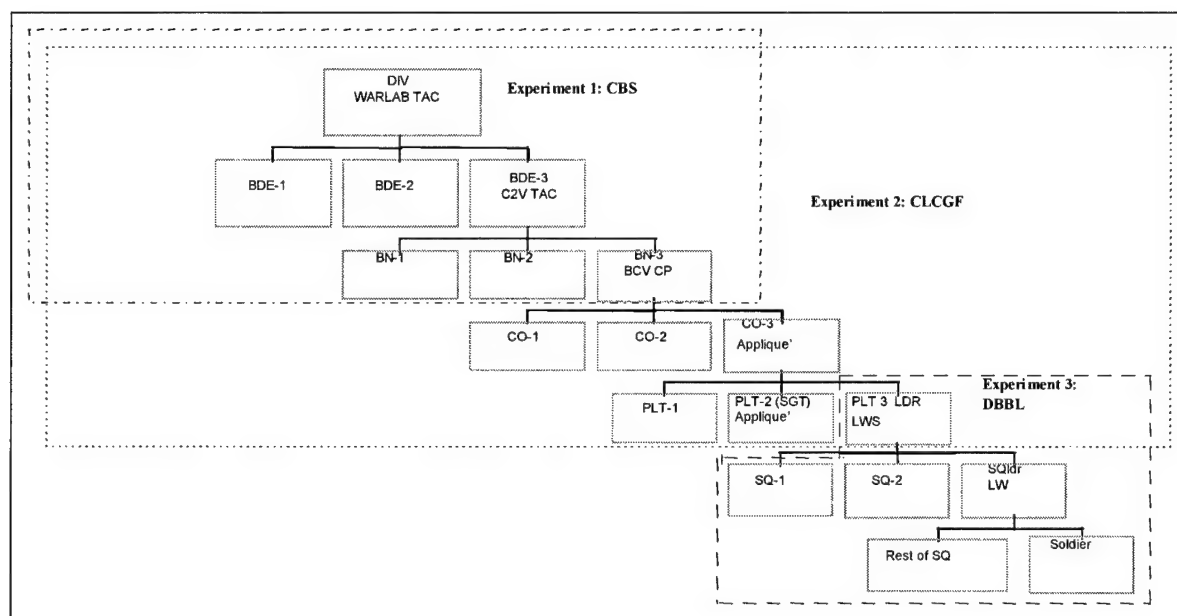 DIV
WARLAB TAC
Experiment 1: CBS
BDE-1
BDE-2
BDE-3
C2V TAC
Experiment 2: CLCGF
BN-1
BN-2
BN-3
BCV CP
CO-1
CO-2
CO-3
Applique'
Experiment 3:
DBBL
PLT-1
PLT-2 (SGT)
Applique'
PLT 3 LDR
LWS
SQ-1
SQ-2
SQldr
LW
Rest of SQ
Soldier